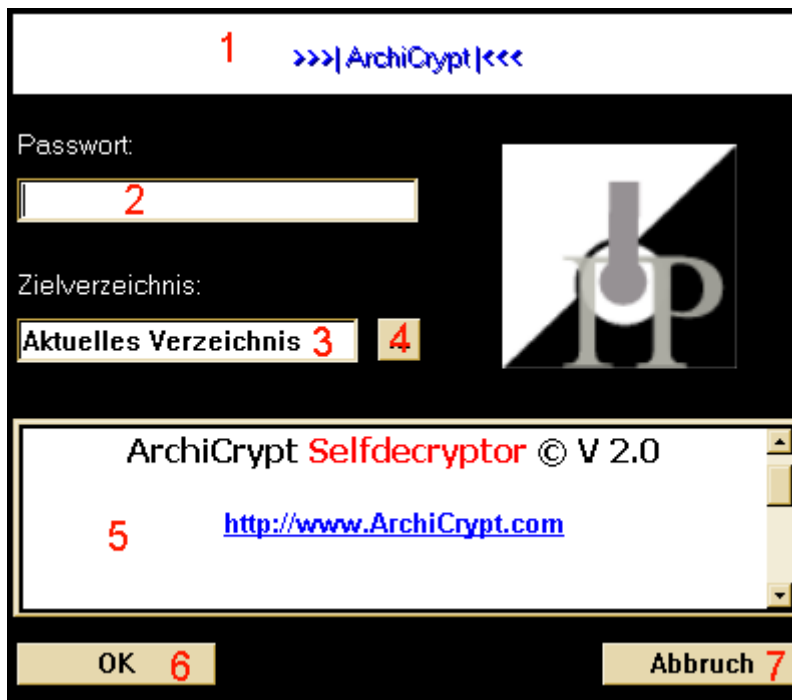 1 >>>| ArchiCrypt |<<<
Passwort:
2
Zielverzeichnis:
Aktuelles Verzeichnis 3 4
IP
ArchiCrypt Selfdecryptor © V 2.0
5 http://www.ArchiCrypt.com
OK 6 Abbruch 7